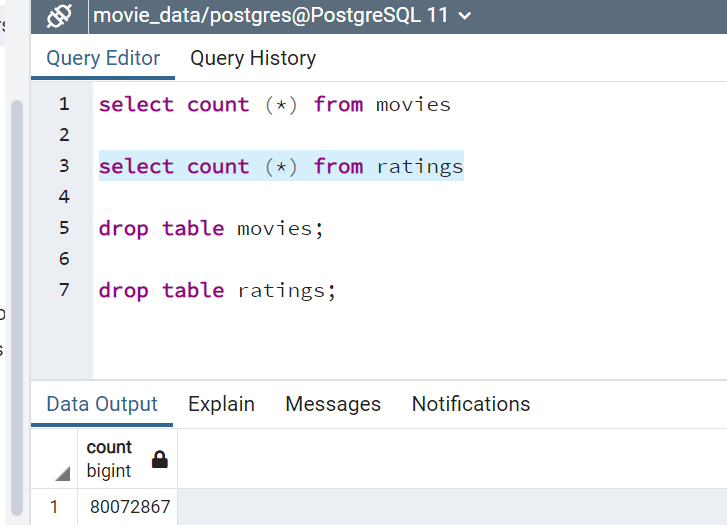 movie_data/postgres@PostgreSQL 11
Query Editor Query History
1 select count (*) from movies
2
3 select count (*) from ratings
4
5 drop table movies;
6
7 drop table ratings;
Data Output Explain Messages Notifications
count
bigint
1 80072867